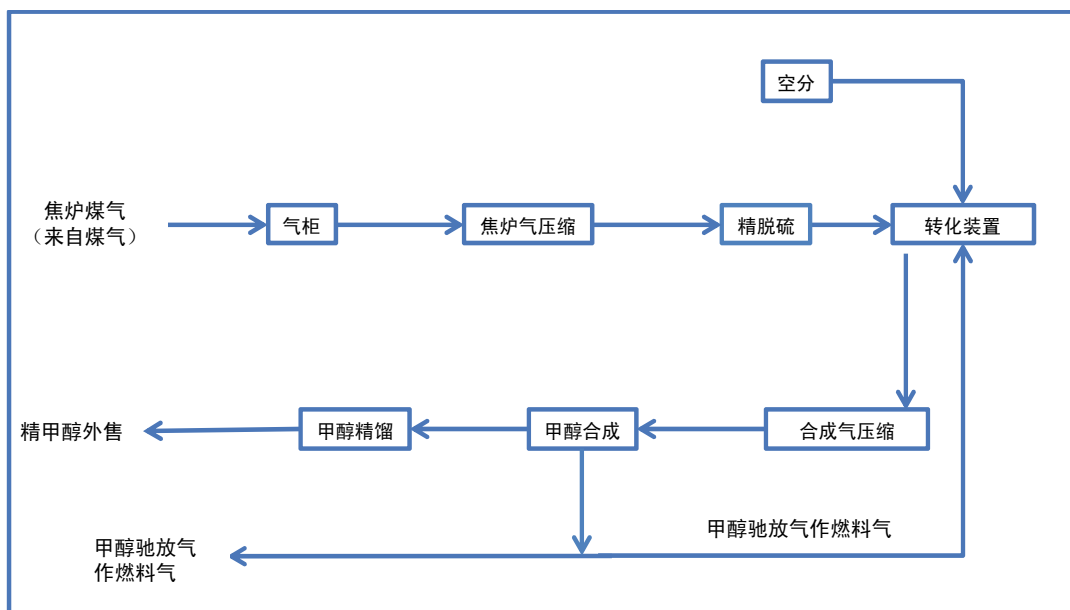 空分
焦炉煤气
（来自煤气）
气柜
焦炉气压缩
精脱硫
转化装置
精甲醇外售
甲醇精馏
甲醇合成
合成气压缩
甲醇驰放气作燃料气
甲醇驰放气
作燃料气